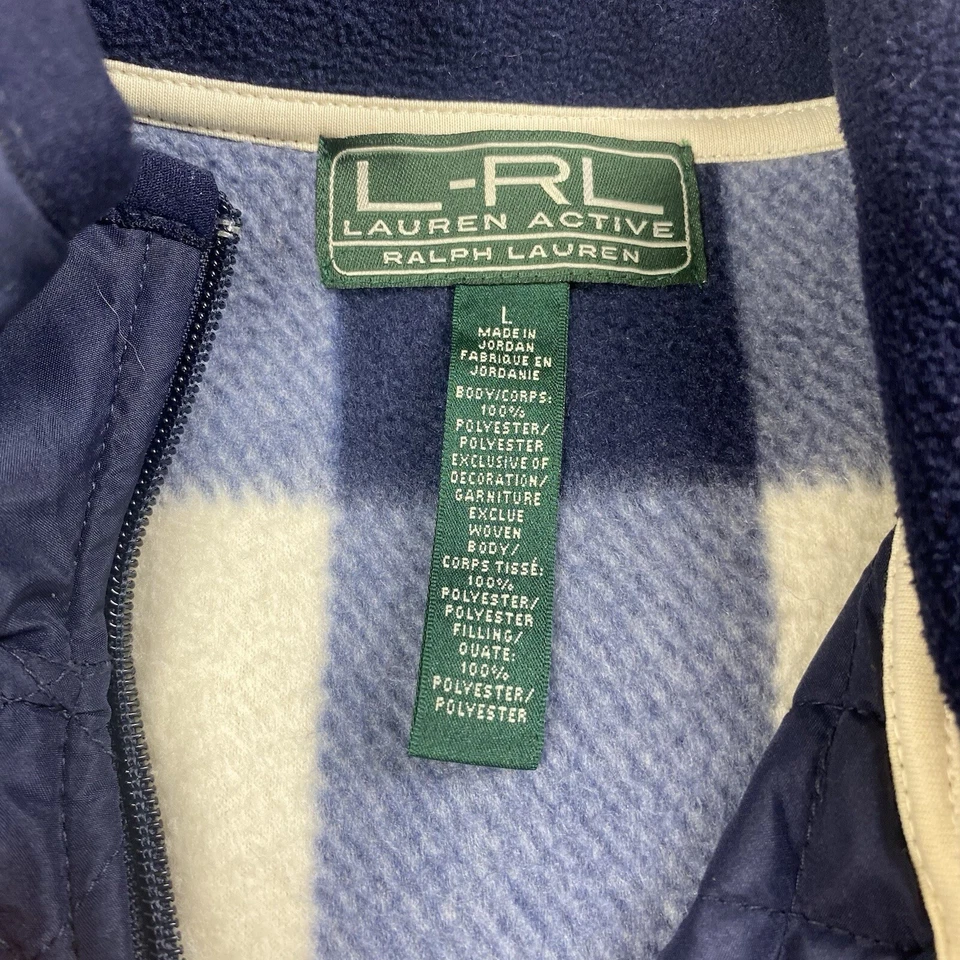 L-RL
LAUREN ACTIVE
RALPH LAUREN
L
MADE IN
JORDAN
FABRIQUE EN
JORDANIE
BODY/CORPS:
100%
POLYESTER/
POLYESTER
EXCLUSIVE OF
DECORATION/
GARNITURE
EXCLUE
WOVEN
BODY/
CORPS TISSÉ:
100%
POLYESTER/
POLYESTER
FILLING/
OUATE:
100%
POLYESTER/
POLYESTER